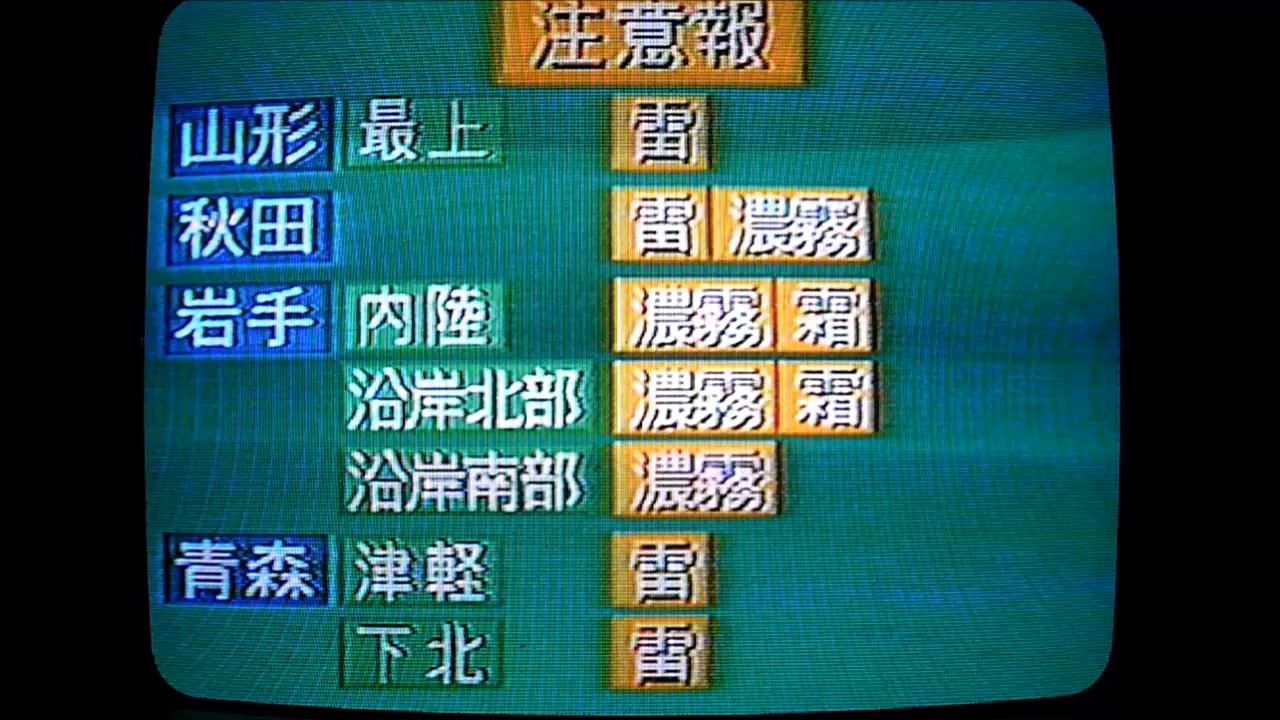 注意報
山形 最上 雷
秋田 雷 濃霧
岩手 内陸 濃霧 霜
沿岸北部 濃霧 霜
沿岸南部 濃霧
青森 津軽 雷
下北 雷